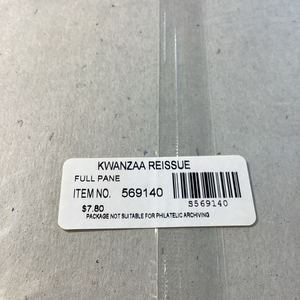 KWANZAA REISSUE
FULL PANE
ITEM NO. 569140
S569140
$7.80
PACKAGE NOT SUITABLE FOR PHILATELIC ARCHIVING